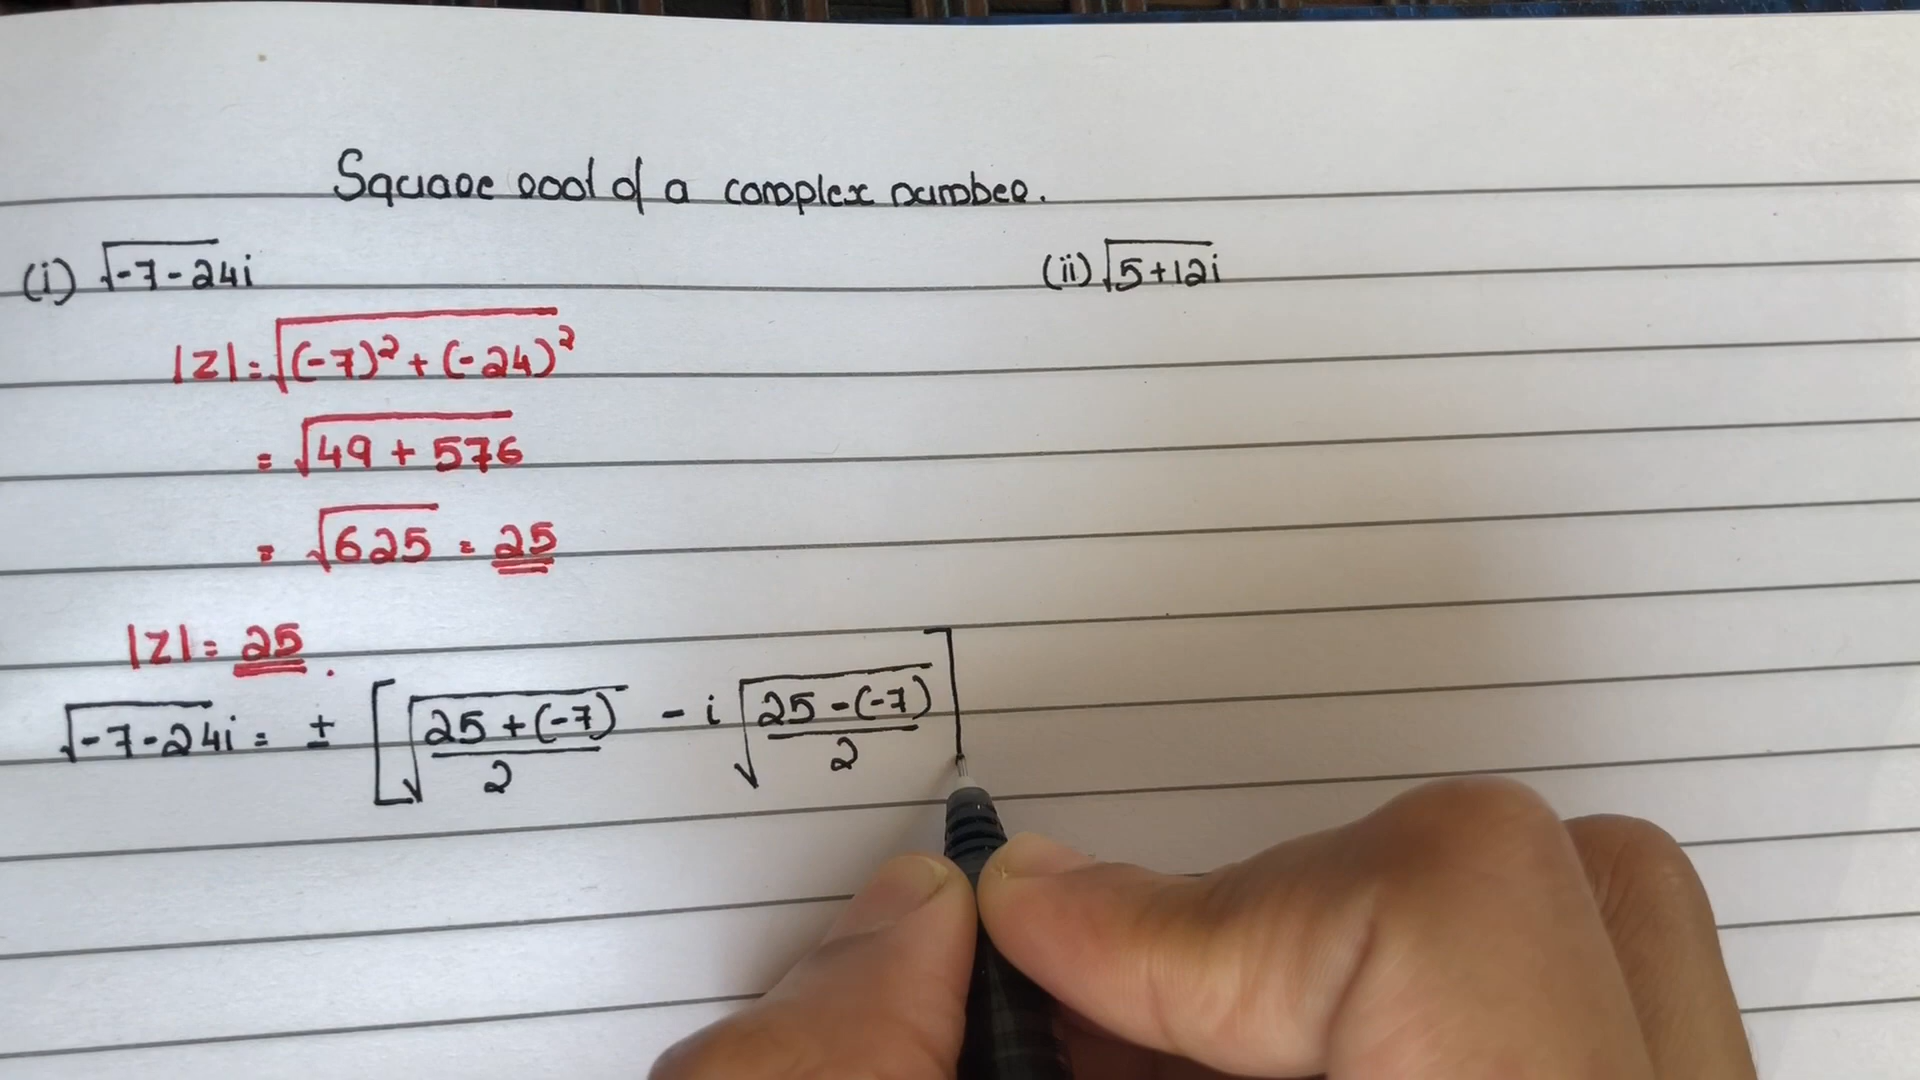 Square root of a complex number.
(i) √-7-24i
(ii) √5+12i
|Z| = √(-7)² + (-24)²
= √49 + 576
= √625 = 25
|Z| = 25.
√-7-24i = ± [√25+(-7)/2 - i √25-(-7)/2]